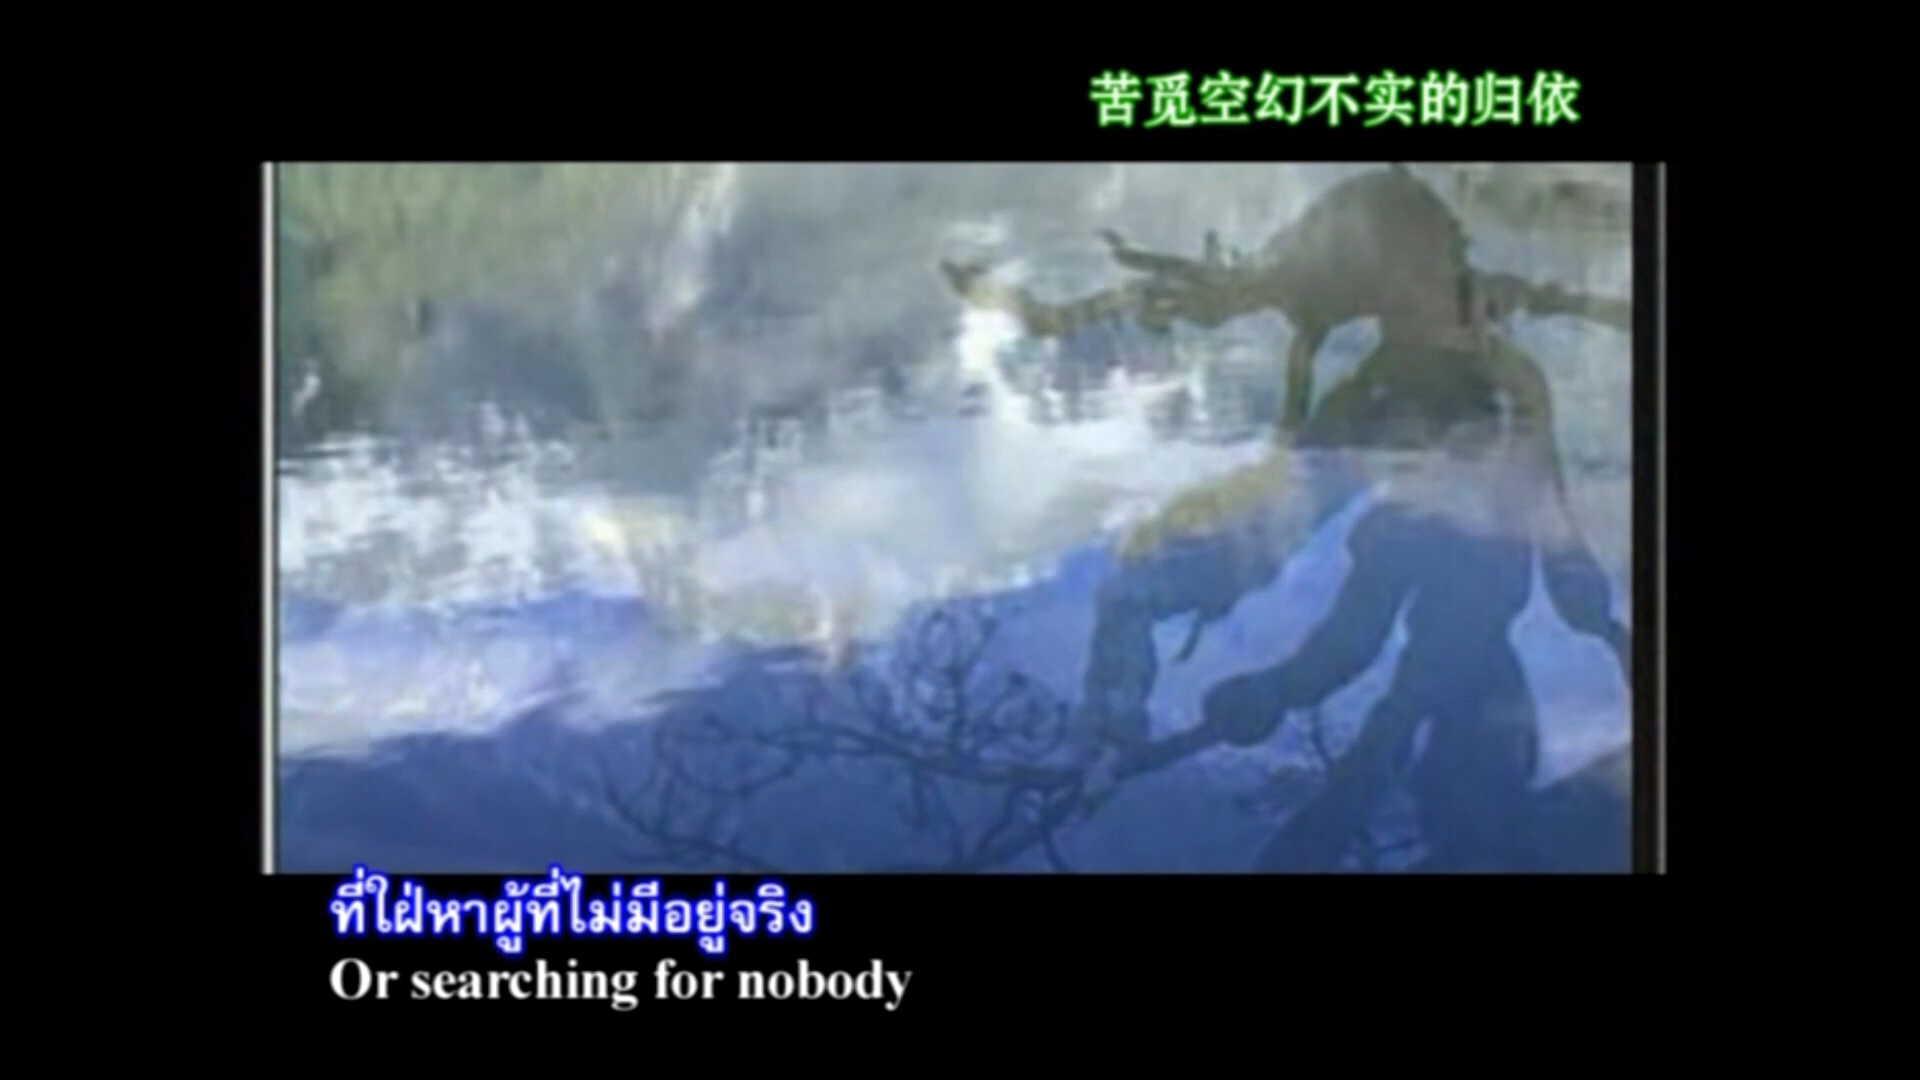 苦觅空幻不实的归依
ที่ใฝ่หาผู้ที่ไม่มีอยู่จริง
Or searching for nobody